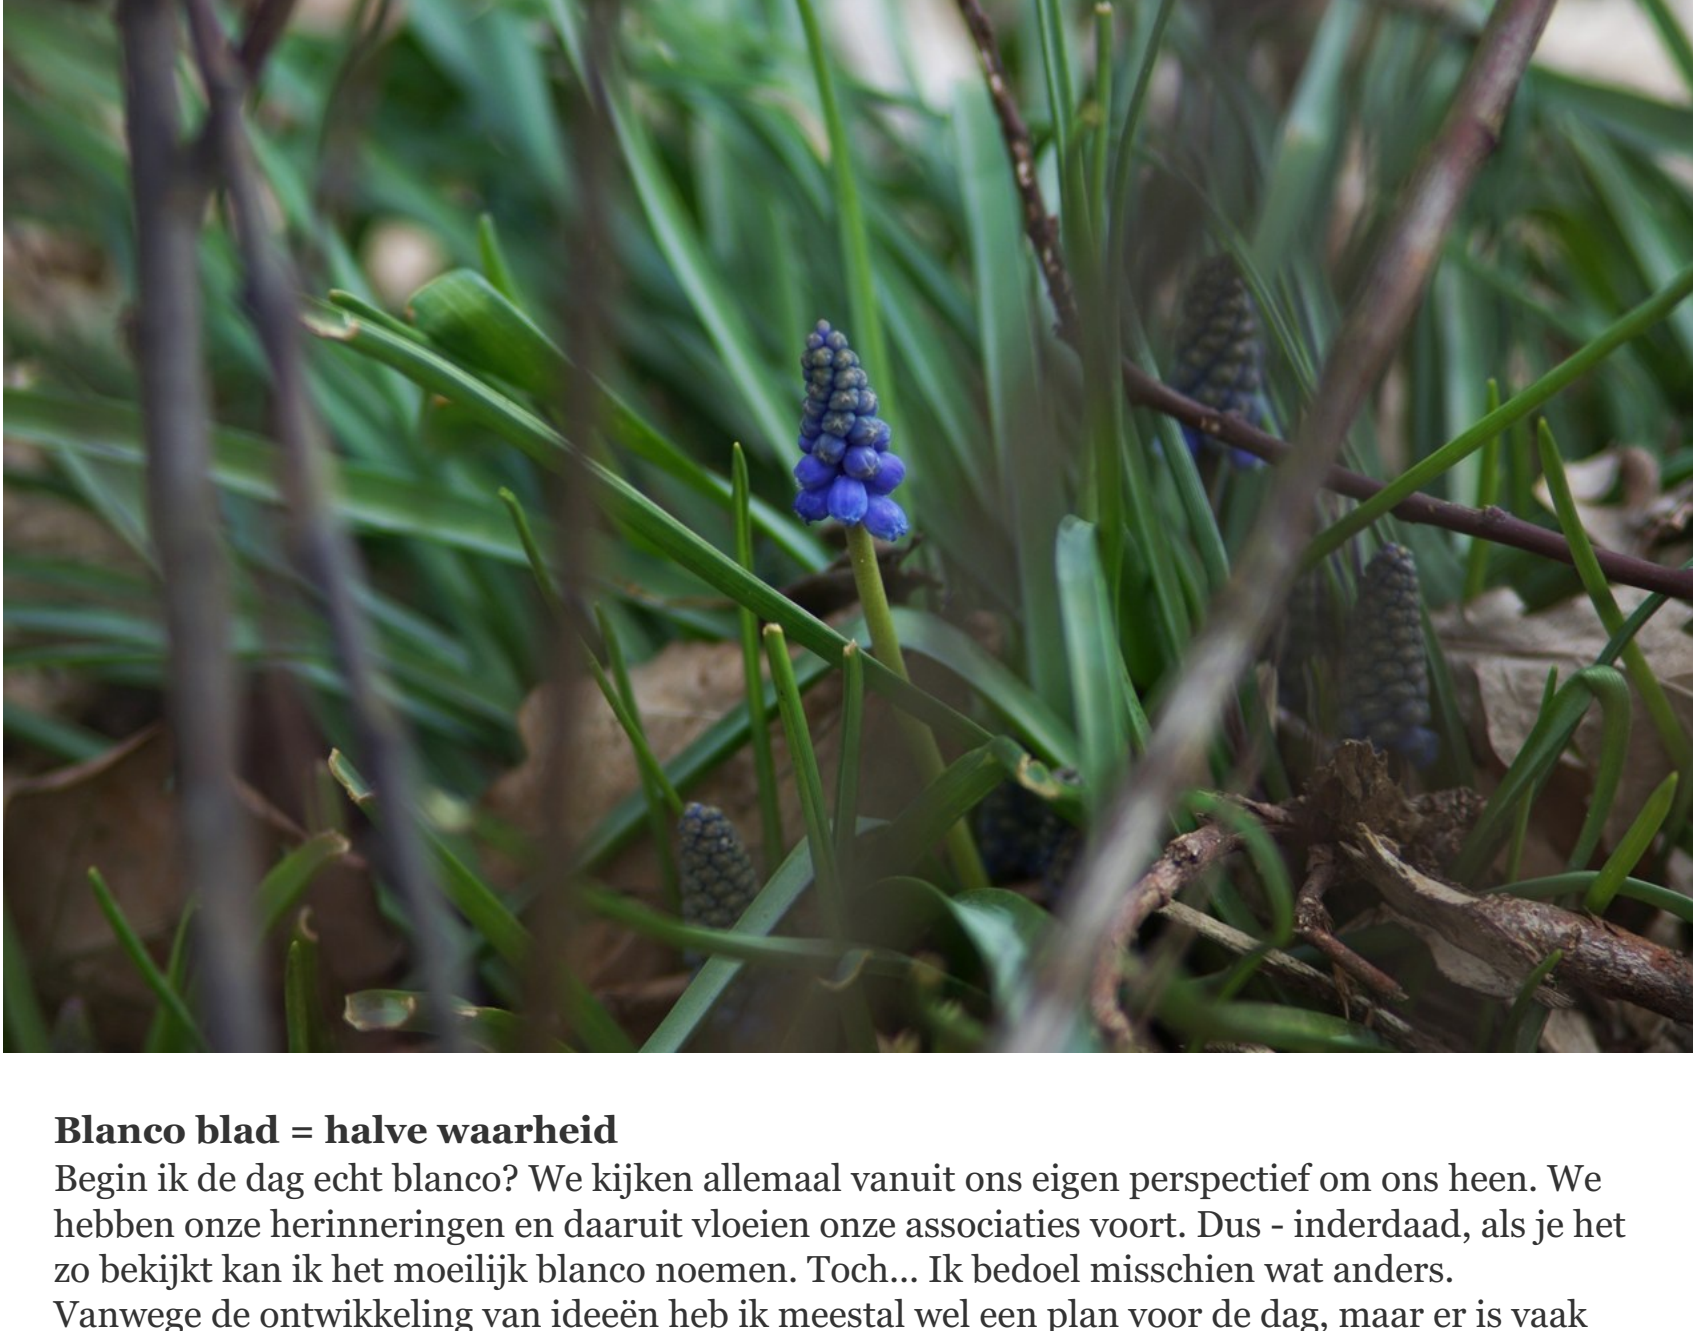 Blanco blad = halve waarheid
Begin ik de dag echt blanco? We kijken allemaal vanuit ons eigen perspectief om ons heen. We
hebben onze herinneringen en daaruit vloeien onze associaties voort. Dus - inderdaad, als je het
zo bekijkt kan ik het moeilijk blanco noemen. Toch... Ik bedoel misschien wat anders.
Vanwege de ontwikkeling van ideeën heb ik meestal wel een plan voor de dag, maar er is vaak